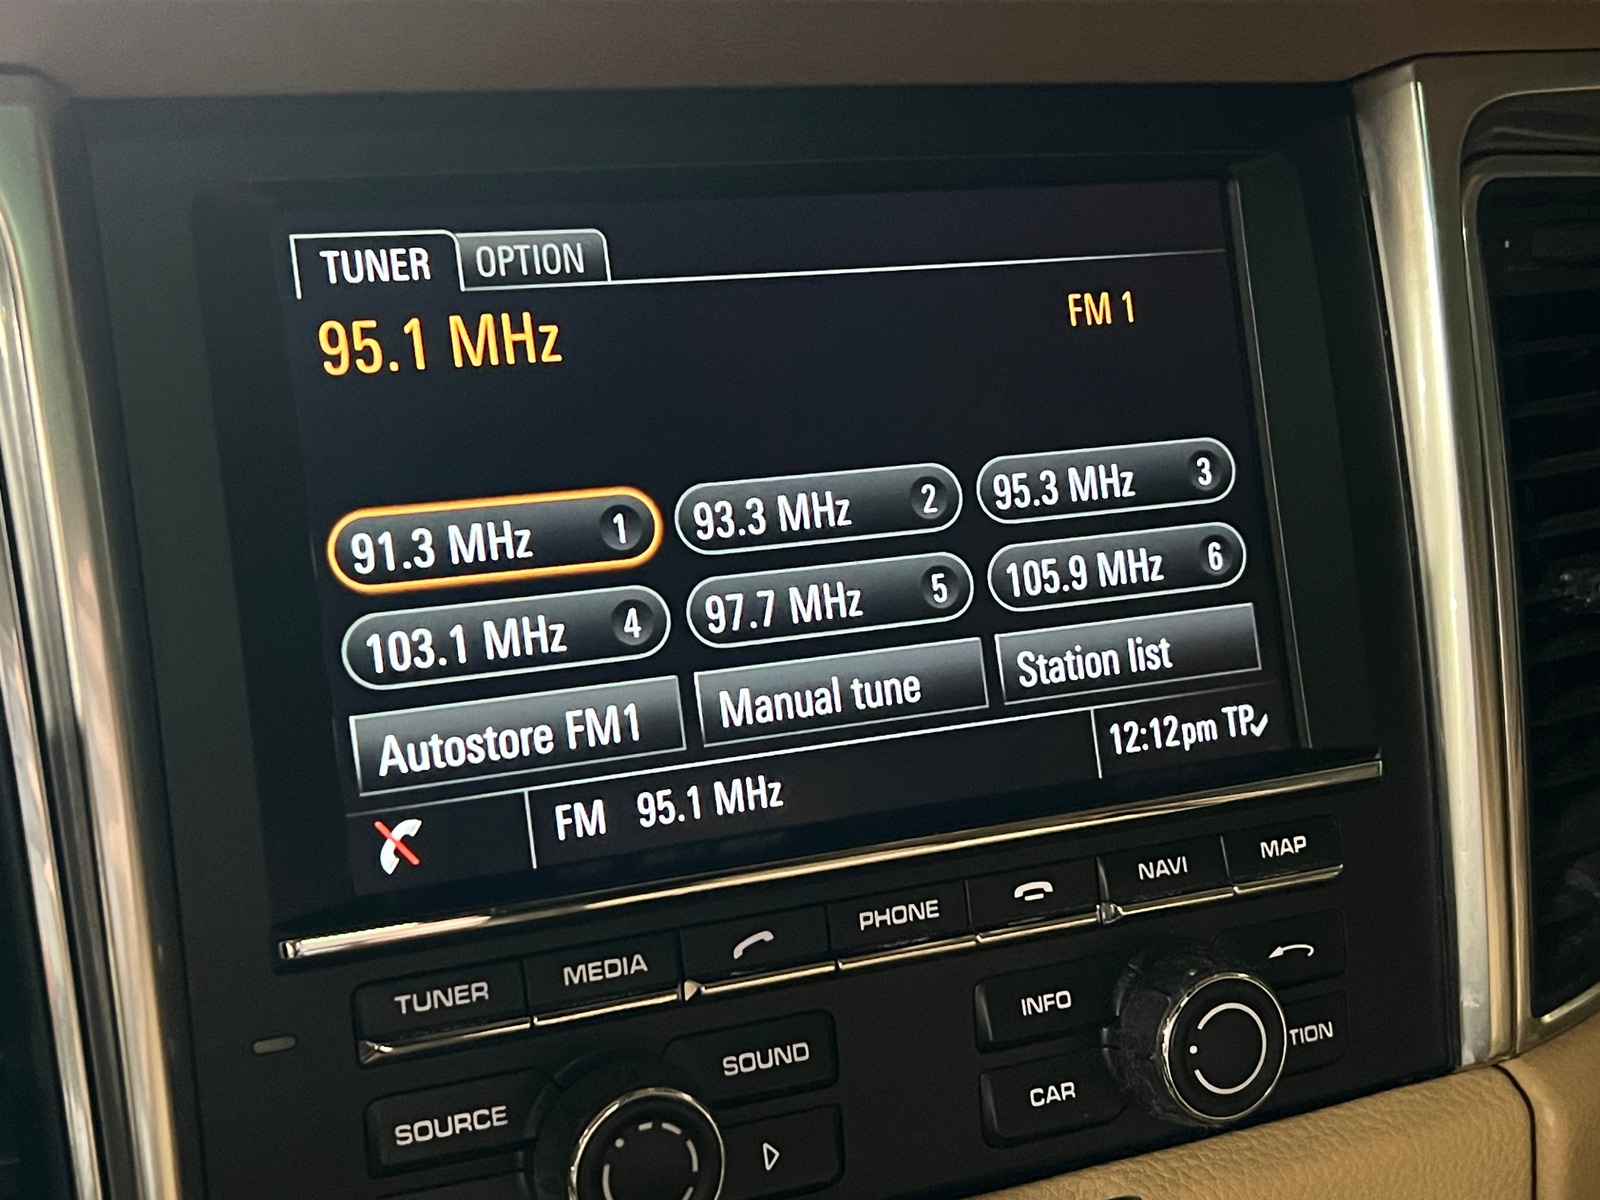 TUNER OPTION
95.1 MHz FM 1
91.3 MHz 1 93.3 MHz 2 95.3 MHz 3
103.1 MHz 4 97.7 MHz 5 105.9 MHz 6
Autostore FM1 Manual tune Station list
FM 95.1 MHz 12:12pm TP
TUNER MEDIA PHONE NAVI MAP
SOURCE SOUND INFO
CAR TION